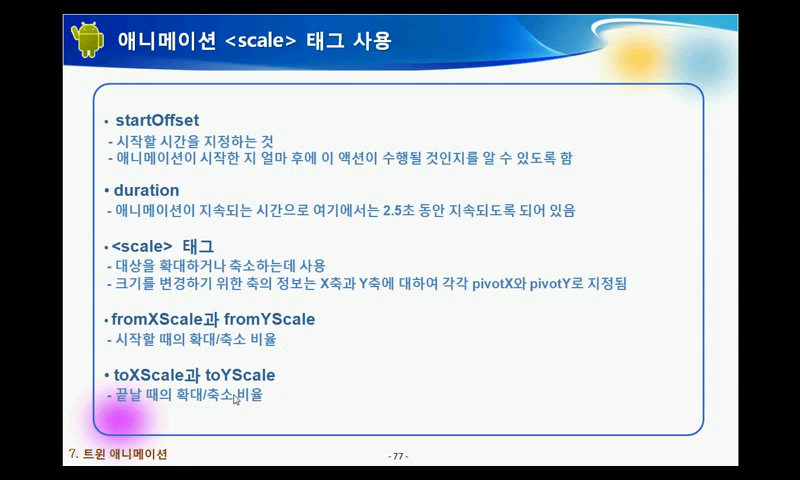 애니메이션 <scale> 태그 사용
• startOffset
- 시작할 시간을 지정하는 것
- 애니메이션이 시작한 지 얼마 후에 이 액션이 수행될 것인지를 알 수 있도록 함
• duration
- 애니메이션이 지속되는 시간으로 여기에서는 2.5초 동안 지속되도록 되어 있음
• <scale> 태그
- 대상을 확대하거나 축소하는데 사용
- 크기를 변경하기 위한 축의 정보는 X축과 Y축에 대하여 각각 pivotX와 pivotY로 지정됨
• fromXScale과 fromYScale
- 시작할 때의 확대/축소 비율
• toXScale과 toYScale
- 끝날 때의 확대/축소 비율
7. 트윈 애니메이션
- 77 -